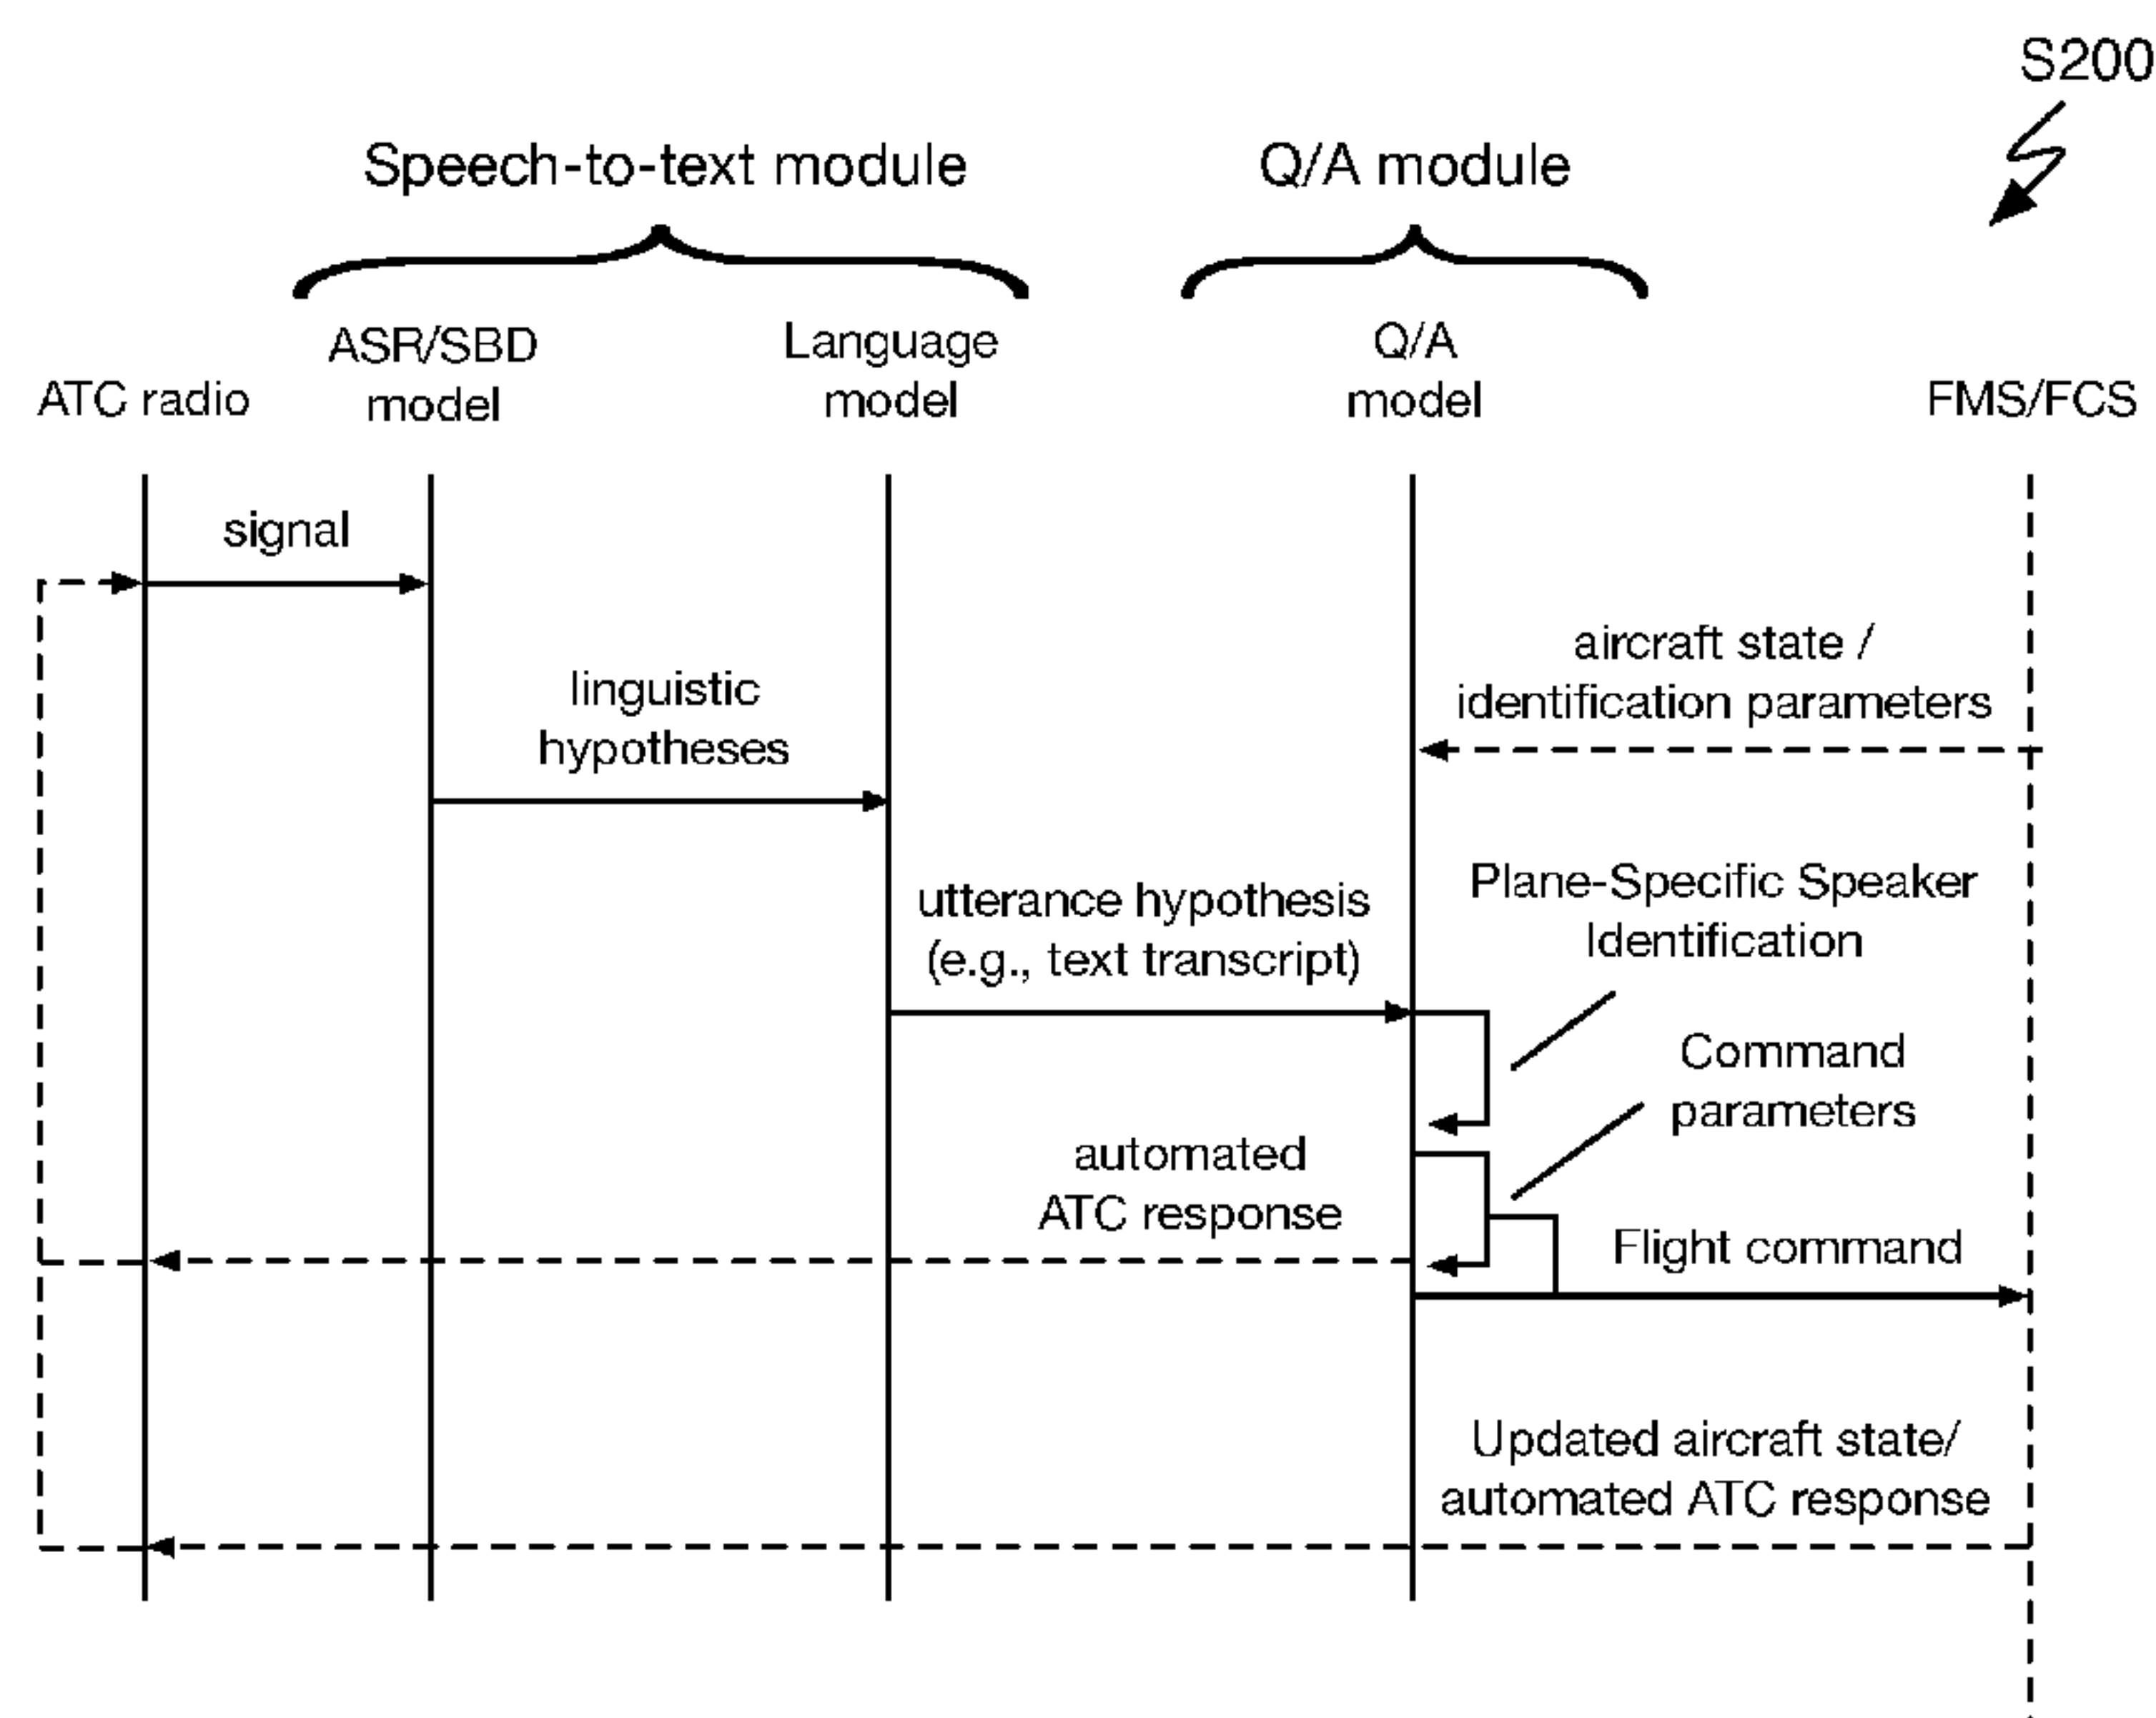 S200
Speech-to-text module
Q/A module
ATC radio
ASR/SBD
model
Language
model
Q/A
model
FMS/FCS
signal
aircraft state /
identification parameters
linguistic
hypotheses
Plane-Specific Speaker
Identification
utterance hypothesis
(e.g., text transcript)
Command
parameters
automated
ATC response
Flight command
Updated aircraft state/
automated ATC response